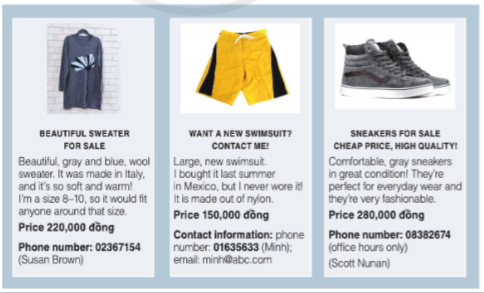 BEAUTIFUL SWEATER
FOR SALE
Beautiful, gray and blue, wool
sweater. It was made in Italy,
and it's so soft and warm!
I'm a size 8–10, so it would fit
anyone around that size.
Price 220,000 đồng
Phone number: 02367154
(Susan Brown)
WANT A NEW SWIMSUIT?
CONTACT ME!
Large, new swimsuit.
I bought it last summer
in Mexico, but I never wore it!
It is made out of nylon.
Price 150,000 đồng
Contact information: phone
number: 01635633 (Minh);
email: minh@abc.com
SNEAKERS FOR SALE
CHEAP PRICE, HIGH QUALITY!
Comfortable, gray sneakers
in great condition! They're
perfect for everyday wear and
they're very fashionable.
Price 280,000 đồng
Phone number: 08382674
(office hours only)
(Scott Nunan)